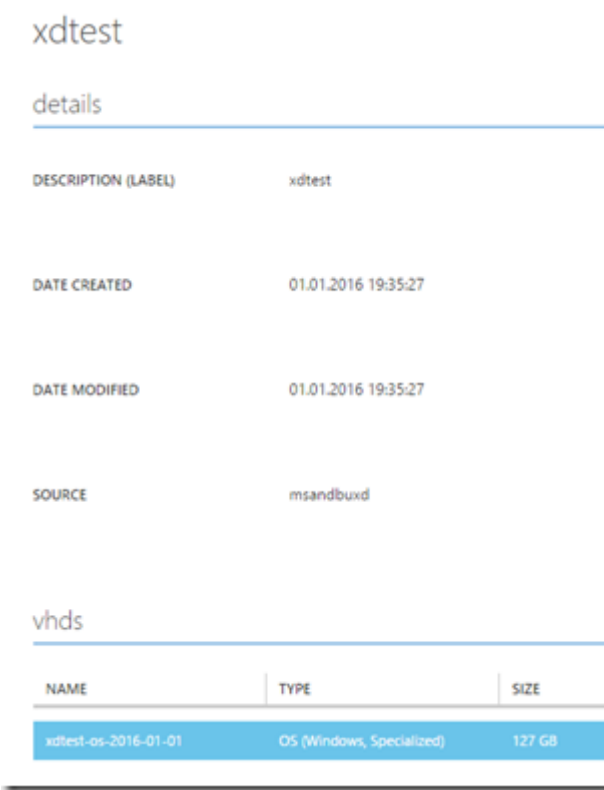 xdtest
details
DESCRIPTION (LABEL) xdtest
DATE CREATED 01.01.2016 19:35:27
DATE MODIFIED 01.01.2016 19:35:27
SOURCE msandbuxd
vhds
NAME TYPE SIZE
xdtest-os-2016-01-01 OS (Windows, Specialized) 127 GB